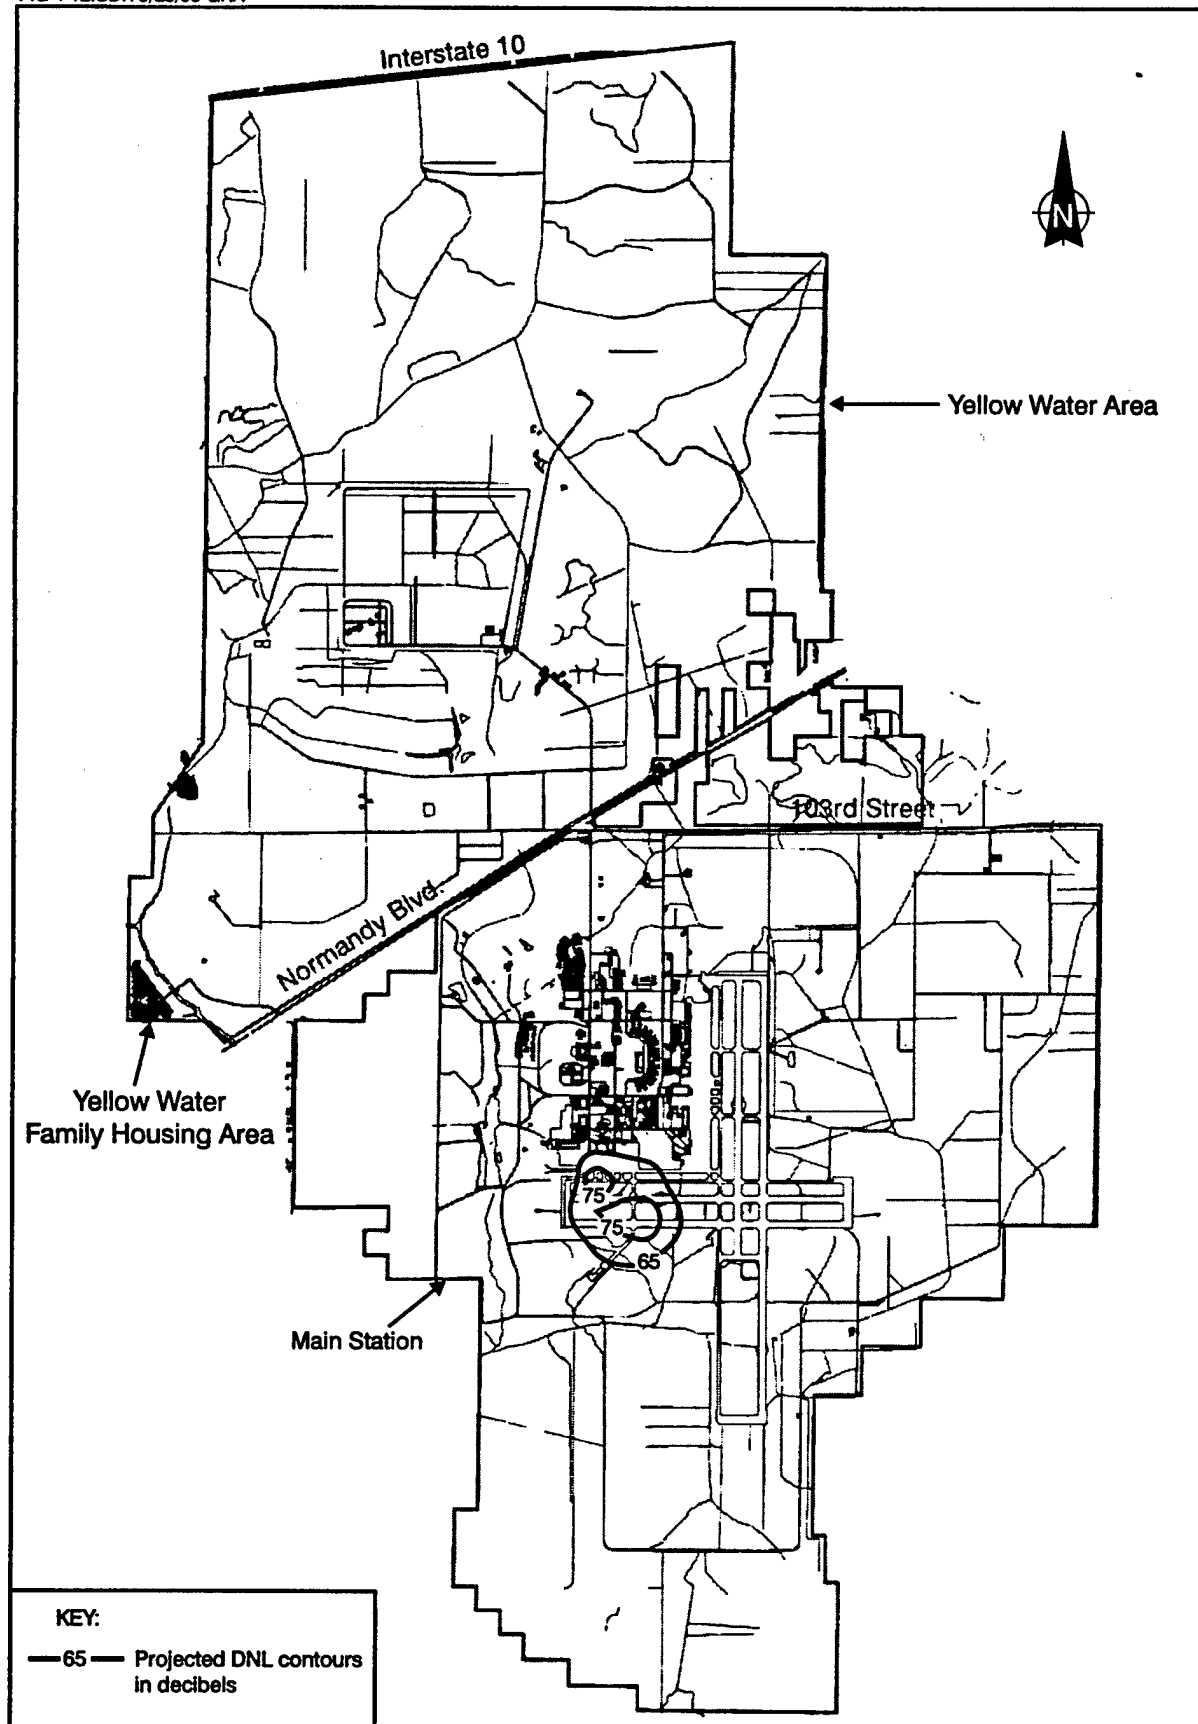 Interstate 10
N
Yellow Water Area
103rd Street
Normandy Blvd.
Yellow Water
Family Housing Area
75
75
65
Main Station
KEY:
65 Projected DNL contours
in decibels